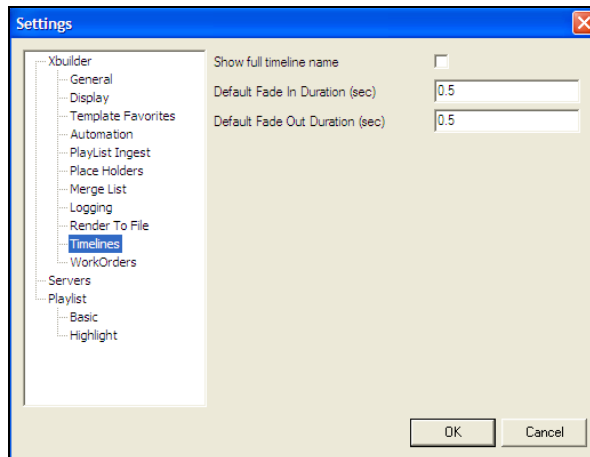 Settings
Xbuilder
General
Display
Template Favorites
Automation
PlayList Ingest
Place Holders
Merge List
Logging
Render To File
Timelines
WorkOrders
Servers
Playlist
Basic
Highlight
Show full timeline name
Default Fade In Duration (sec)
0.5
Default Fade Out Duration (sec)
0.5
OK
Cancel